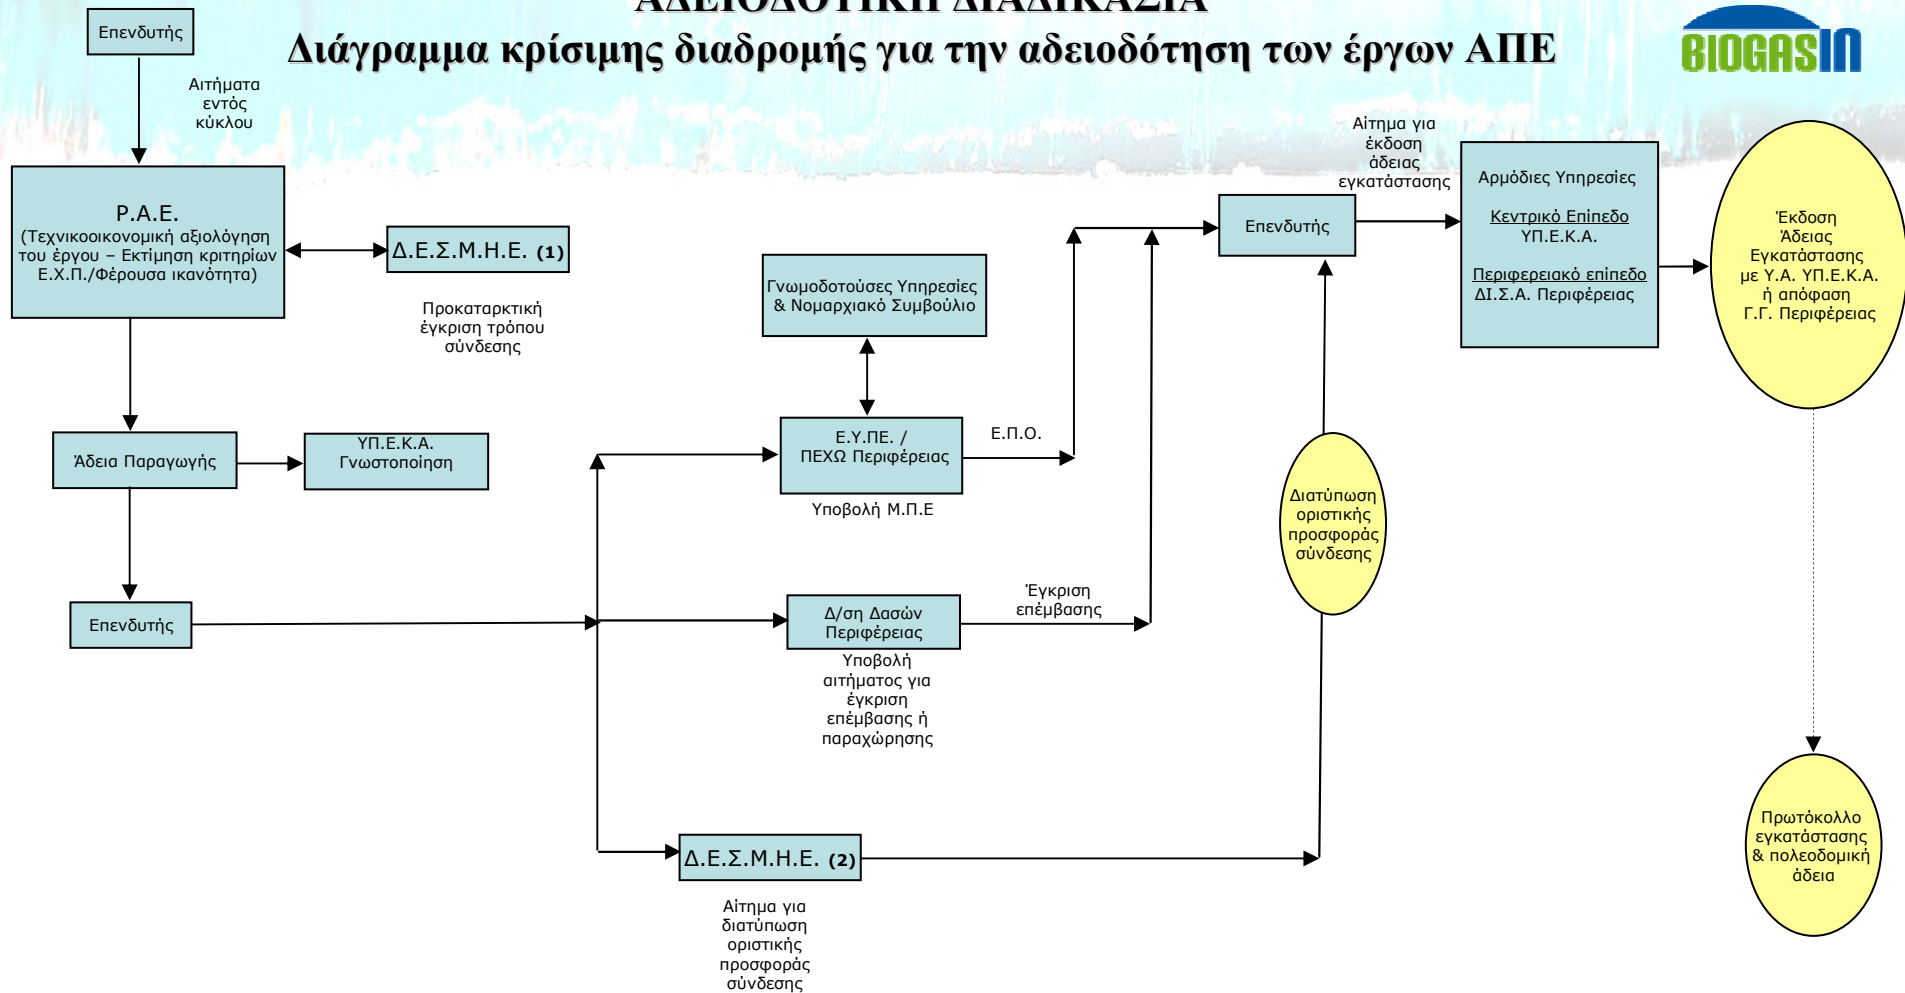 ΑΔΕΙΟΔΟΤΙΚΗ ΔΙΑΔΙΚΑΣΙΑ
Διάγραμμα κρίσιμης διαδρομής για την αδειοδότηση των έργων ΑΠΕ
BIOGASIN
Επενδυτής
Αιτήματα
εντός
κύκλου
Ρ.Α.Ε.
(Τεχνικοοικονομική αξιολόγηση
του έργου – Εκτίμηση κριτηρίων
Ε.Χ.Π./Φέρουσα ικανότητα)
Δ.Ε.Σ.Μ.Η.Ε. (1)
Προκαταρκτική
έγκριση τρόπου
σύνδεσης
Άδεια Παραγωγής
ΥΠ.Ε.Κ.Α.
Γνωστοποίηση
Επενδυτής
Γνωμοδοτούσες Υπηρεσίες
& Νομαρχιακό Συμβούλιο
Ε.Υ.ΠΕ. /
ΠΕΧΩ Περιφέρειας
Υποβολή Μ.Π.Ε
Ε.Π.Ο.
Δ/ση Δασών
Περιφέρειας
Υποβολή
αιτήματος για
έγκριση
επέμβασης ή
παραχώρησης
Έγκριση
επέμβασης
Δ.Ε.Σ.Μ.Η.Ε. (2)
Αίτημα για
διατύπωση
οριστικής
προσφοράς
σύνδεσης
Διατύπωση
οριστικής
προσφοράς
σύνδεσης
Επενδυτής
Αίτημα για
έκδοση
άδειας
εγκατάστασης
Αρμόδιες Υπηρεσίες
Κεντρικό Επίπεδο
ΥΠ.Ε.Κ.Α.
Περιφερειακό επίπεδο
ΔΙ.Σ.Α. Περιφέρειας
Έκδοση
Άδειας
Εγκατάστασης
με Υ.Α. ΥΠ.Ε.Κ.Α.
ή απόφαση
Γ.Γ. Περιφέρειας
Πρωτόκολλο
εγκατάστασης
& πολεοδομική
άδεια